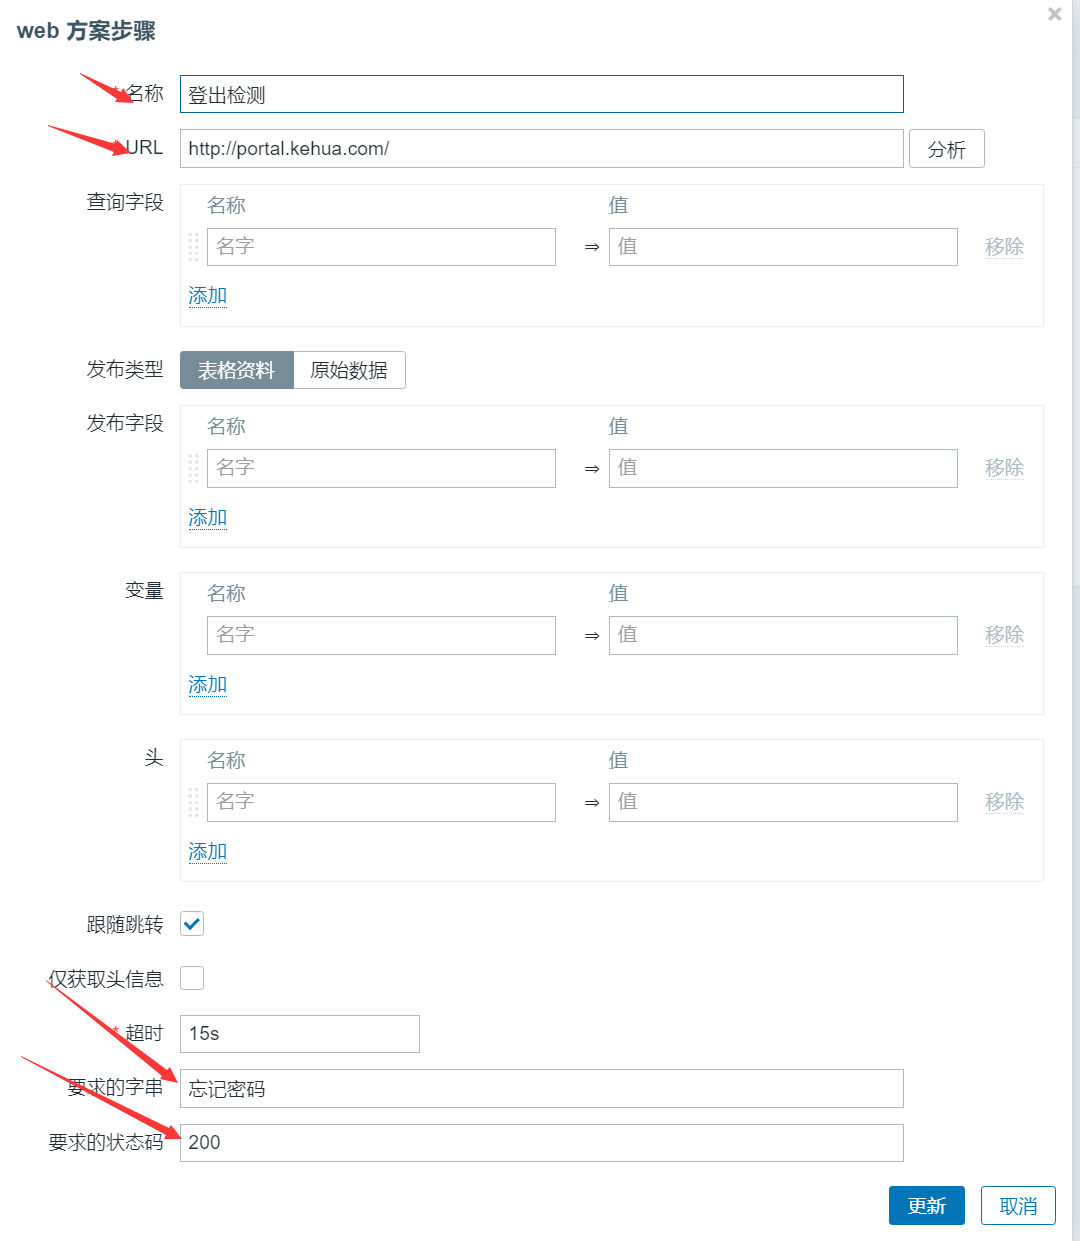 web 方案步骤
* 名称 登出检测
* URL http://portal.kehua.com/ 分析
查询字段 名称 值
名字 ⇒ 值 移除
添加
发布类型 表格资料 原始数据
发布字段 名称 值
名字 ⇒ 值 移除
添加
变量 名称 值
名字 ⇒ 值 移除
添加
头 名称 值
名字 ⇒ 值 移除
添加
跟随跳转
仅获取头信息
* 超时 15s
要求的字串 忘记密码
要求的状态码 200
更新 取消